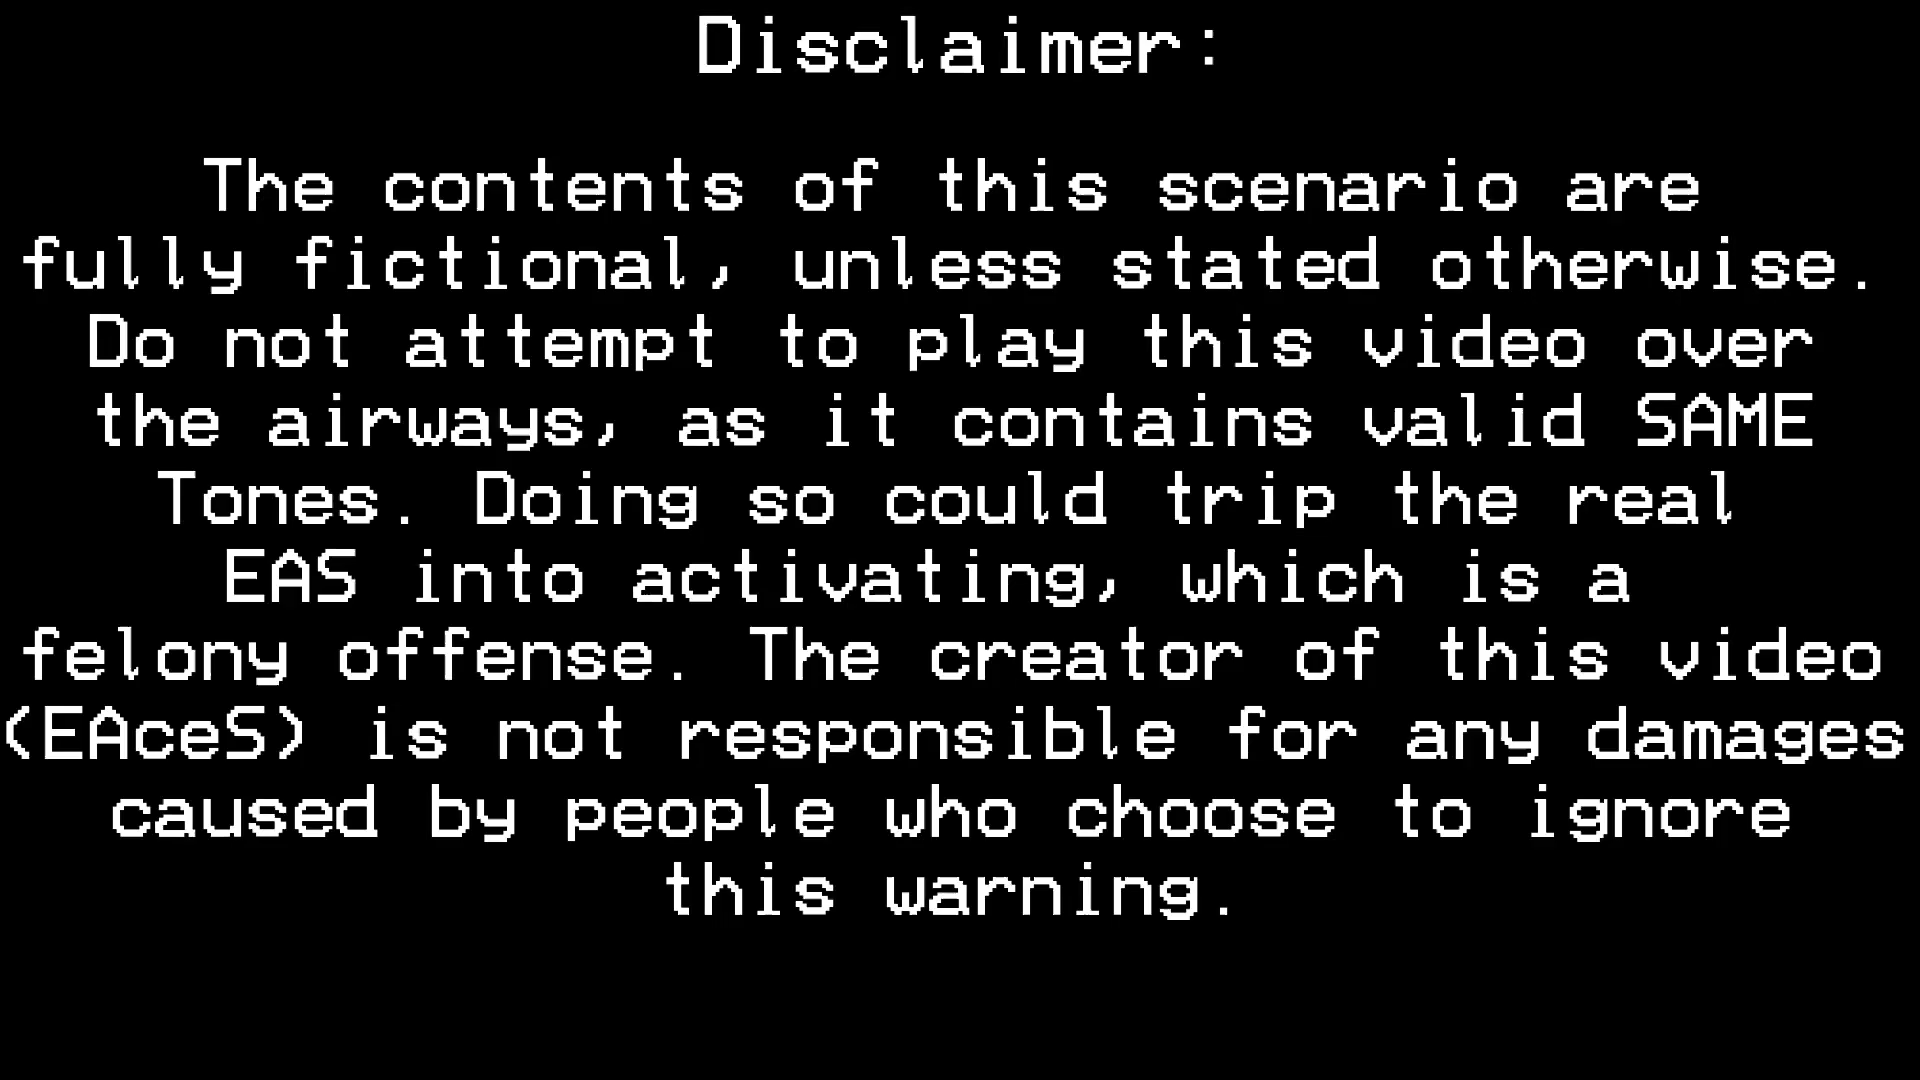 Disclaimer:
The contents of this scenario are
fully fictional, unless stated otherwise.
Do not attempt to play this video over
the airways, as it contains valid SAME
Tones. Doing so could trip the real
EAS into activating, which is a
felony offense. The creator of this video
(EAceS) is not responsible for any damages
caused by people who choose to ignore
this warning.